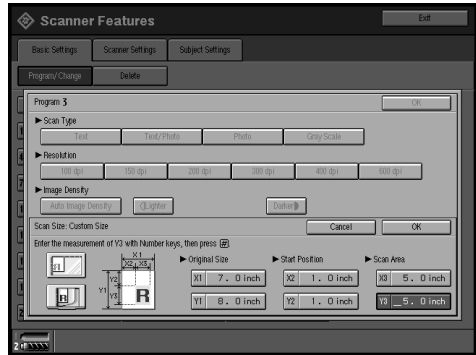 Scanner Features
Exit
Basic Settings Scanner Settings Subject Settings
Program/Change Delete
Program 3 OK
►Scan Type
Text Text/Photo Photo Gray Scale
►Resolution
100 dpi 150 dpi 200 dpi 300 dpi 400 dpi 600 dpi
►Image Density
Auto Image Density Lighter Darker
Scan Size: Custom Size Cancel OK
Enter the measurement of Y3 with Number keys, then press #.
X1
X2 X3
Y1 Y2 Y3
R R R
►Original Size ►Start Position ►Scan Area
X1 7. 0 inch X2 1. 0 inch X3 5. 0 inch
Y1 8. 0 inch Y2 1. 0 inch Y3 _5. 0 inch
2